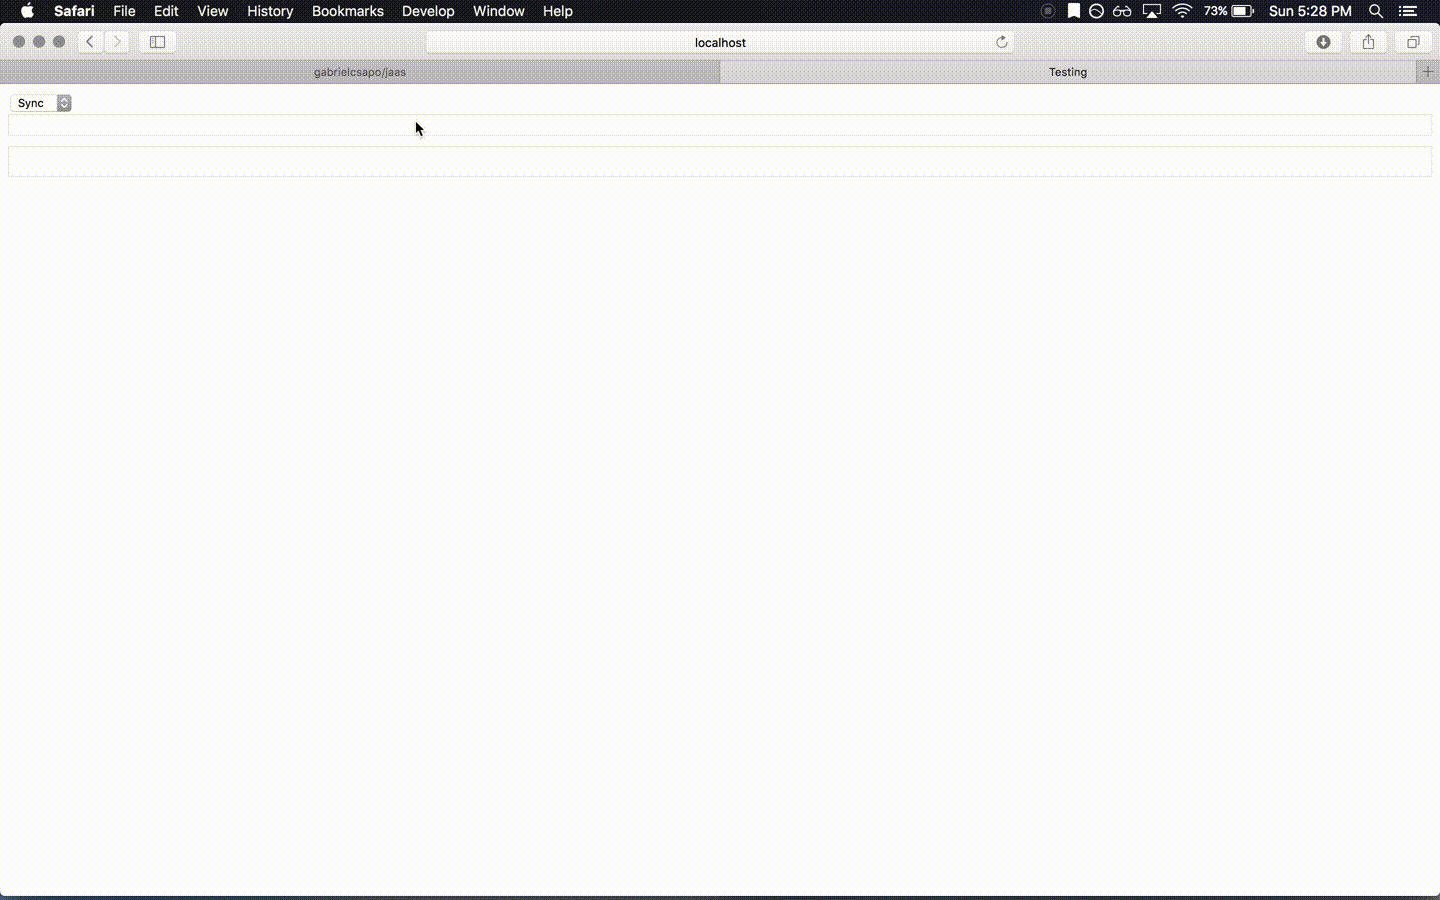 Safari File Edit View History Bookmarks Develop Window Help 73% Sun 5:28 PM
localhost
gabrielcsapo/jaas Testing
Sync